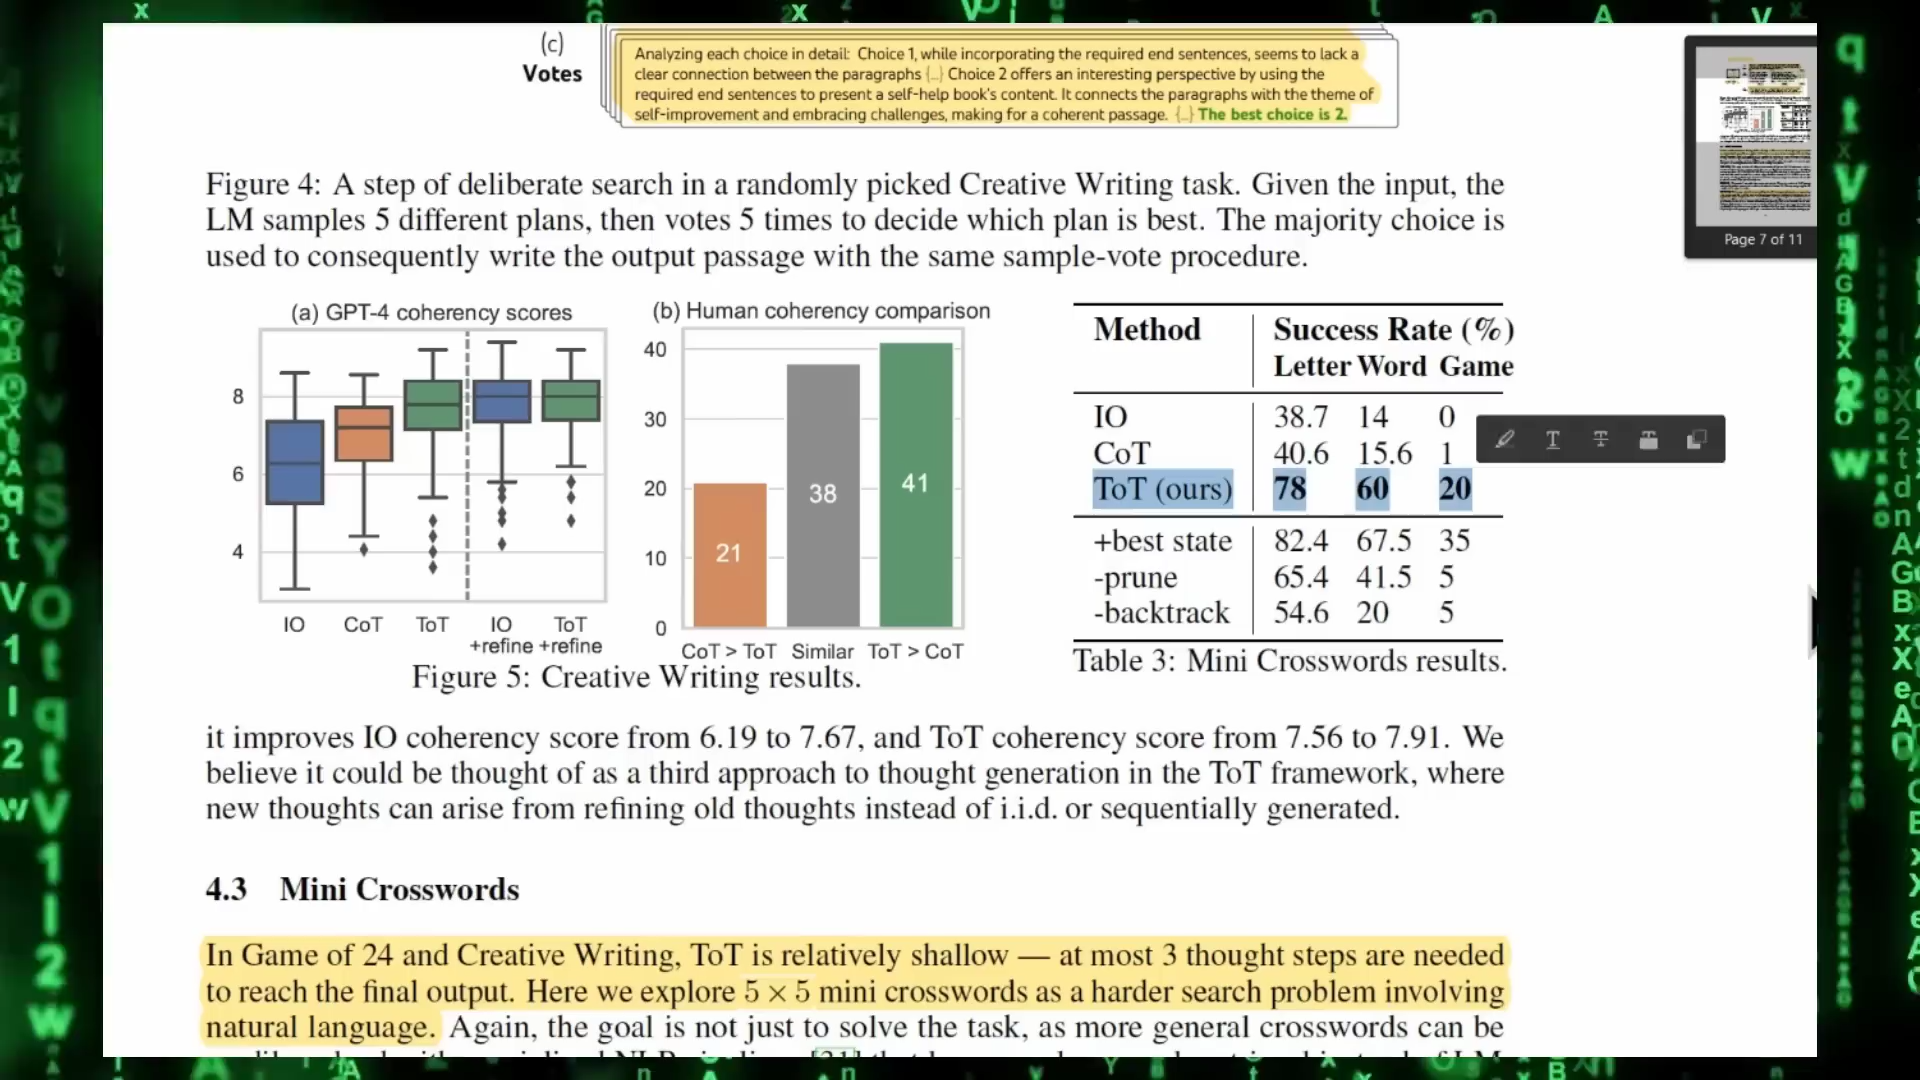 (c)
Votes
Analyzing each choice in detail: Choice 1, while incorporating the required end sentences, seems to lack a
clear connection between the paragraphs {...} Choice 2 offers an interesting perspective by using the
required end sentences to present a self-help book's content. It connects the paragraphs with the theme of
self-improvement and embracing challenges, making for a coherent passage. {...} The best choice is 2.
Figure 4: A step of deliberate search in a randomly picked Creative Writing task. Given the input, the
LM samples 5 different plans, then votes 5 times to decide which plan is best. The majority choice is
used to consequently write the output passage with the same sample-vote procedure.
(a) GPT-4 coherency scores
8
6
4
IO CoT ToT IO +refine ToT +refine
(b) Human coherency comparison
40
30
20
10
0
21 38 41
CoT > ToT Similar ToT > CoT
Figure 5: Creative Writing results.
Method Success Rate (%)
Letter Word Game
IO 38.7 14 0
CoT 40.6 15.6 1
ToT (ours) 78 60 20
+best state 82.4 67.5 35
-prune 65.4 41.5 5
-backtrack 54.6 20 5
Table 3: Mini Crosswords results.
Page 7 of 11
it improves IO coherency score from 6.19 to 7.67, and ToT coherency score from 7.56 to 7.91. We
believe it could be thought of as a third approach to thought generation in the ToT framework, where
new thoughts can arise from refining old thoughts instead of i.i.d. or sequentially generated.
4.3 Mini Crosswords
In Game of 24 and Creative Writing, ToT is relatively shallow — at most 3 thought steps are needed
to reach the final output. Here we explore 5 × 5 mini crosswords as a harder search problem involving
natural language. Again, the goal is not just to solve the task, as more general crosswords can be